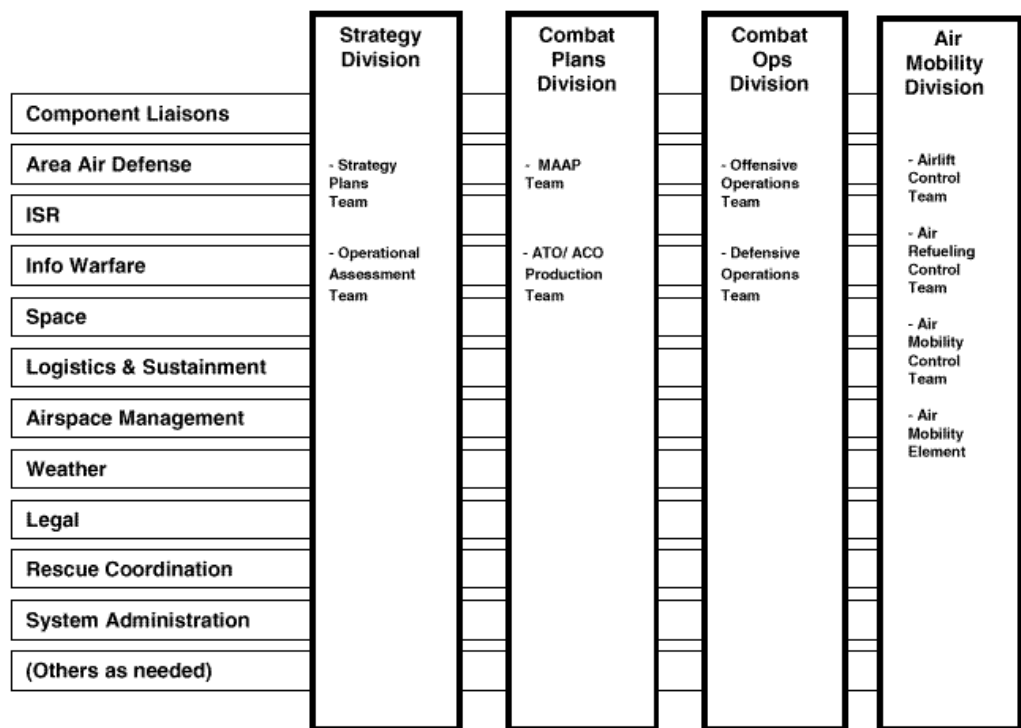 Strategy
Division
Combat
Plans
Division
Combat
Ops
Division
Air
Mobility
Division
Component Liaisons
Area Air Defense
ISR
Info Warfare
Space
Logistics & Sustainment
Airspace Management
Weather
Legal
Rescue Coordination
System Administration
(Others as needed)
- Strategy
Plans
Team
- Operational
Assessment
Team
- MAAP
Team
- ATO/ ACO
Production
Team
- Offensive
Operations
Team
- Defensive
Operations
Team
- Airlift
Control
Team
- Air
Refueling
Control
Team
- Air
Mobility
Control
Team
- Air
Mobility
Element